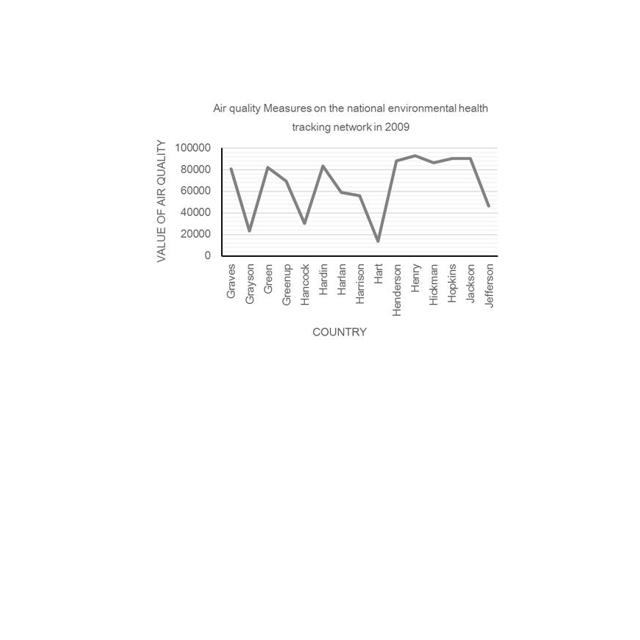 Air quality Measures on the national environmental health
tracking network in 2009
VALUE OF AIR QUALITY
100000
80000
60000
40000
20000
0
Graves
Grayson
Green
Greenup
Hancock
Hardin
Harlan
Harrison
Hart
Henderson
Henry
Hickman
Hopkins
Jackson
Jefferson
COUNTRY